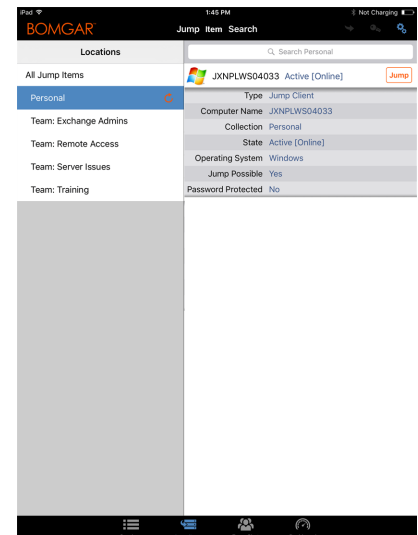 iPad 1:45 PM Not Charging
BOMGAR Jump Item Search
Locations
Search Personal
All Jump Items
JXNPLWS04033 Active [Online] Jump
Personal
Type Jump Client
Computer Name JXNPLWS04033
Team: Exchange Admins
Collection Personal
State Active [Online]
Team: Remote Access
Operating System Windows
Team: Server Issues
Jump Possible Yes
Team: Training
Password Protected No